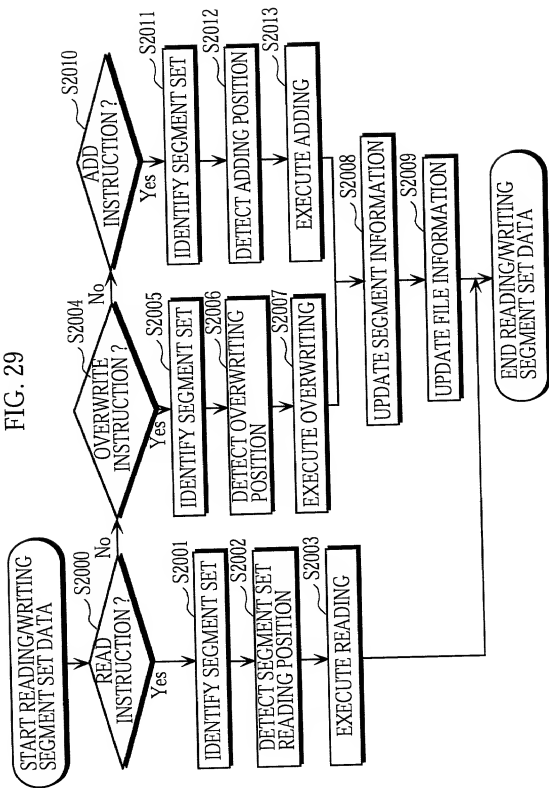 FIG. 29
START READING/WRITING
SEGMENT SET DATA
S2000
READ
INSTRUCTION ?
No
Yes
S2001
IDENTIFY SEGMENT SET
S2002
DETECT SEGMENT SET
READING POSITION
S2003
EXECUTE READING
S2004
OVERWRITE
INSTRUCTION ?
No
Yes
S2005
IDENTIFY SEGMENT SET
S2006
DETECT OVERWRITING
POSITION
S2007
EXECUTE OVERWRITING
S2010
ADD
INSTRUCTION ?
Yes
S2011
IDENTIFY SEGMENT SET
S2012
DETECT ADDING POSITION
S2013
EXECUTE ADDING
S2008
UPDATE SEGMENT INFORMATION
S2009
UPDATE FILE INFORMATION
END READING/WRITING
SEGMENT SET DATA